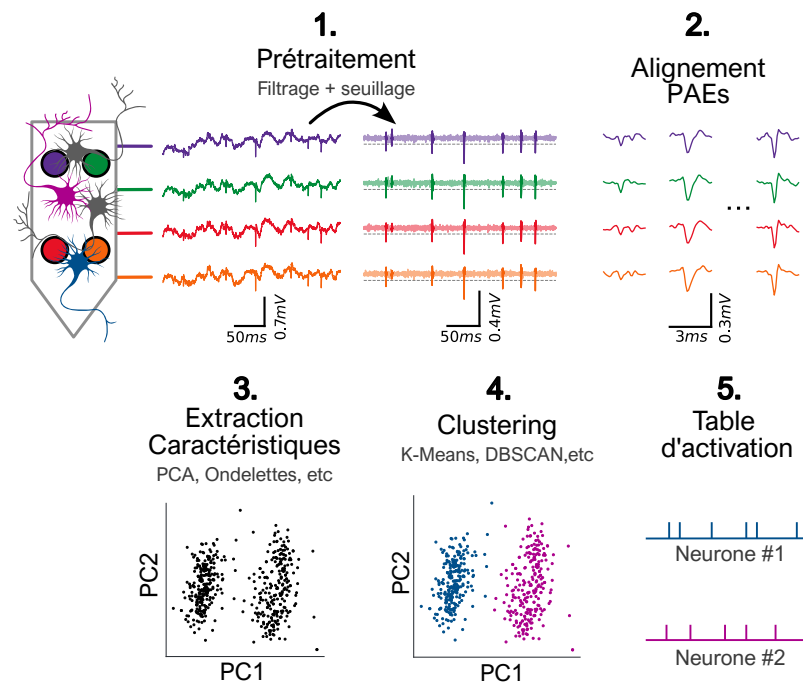 1.
Prétraitement
Filtrage + seuillage
2.
Alignement
PAEs
...
50ms
0.7mV
50ms
0.4mV
3ms
0.3mV
3.
Extraction
Caractéristiques
PCA, Ondelettes, etc
PC2
PC1
4.
Clustering
K-Means, DBSCAN,etc
PC2
PC1
5.
Table
d'activation
Neurone #1
Neurone #2